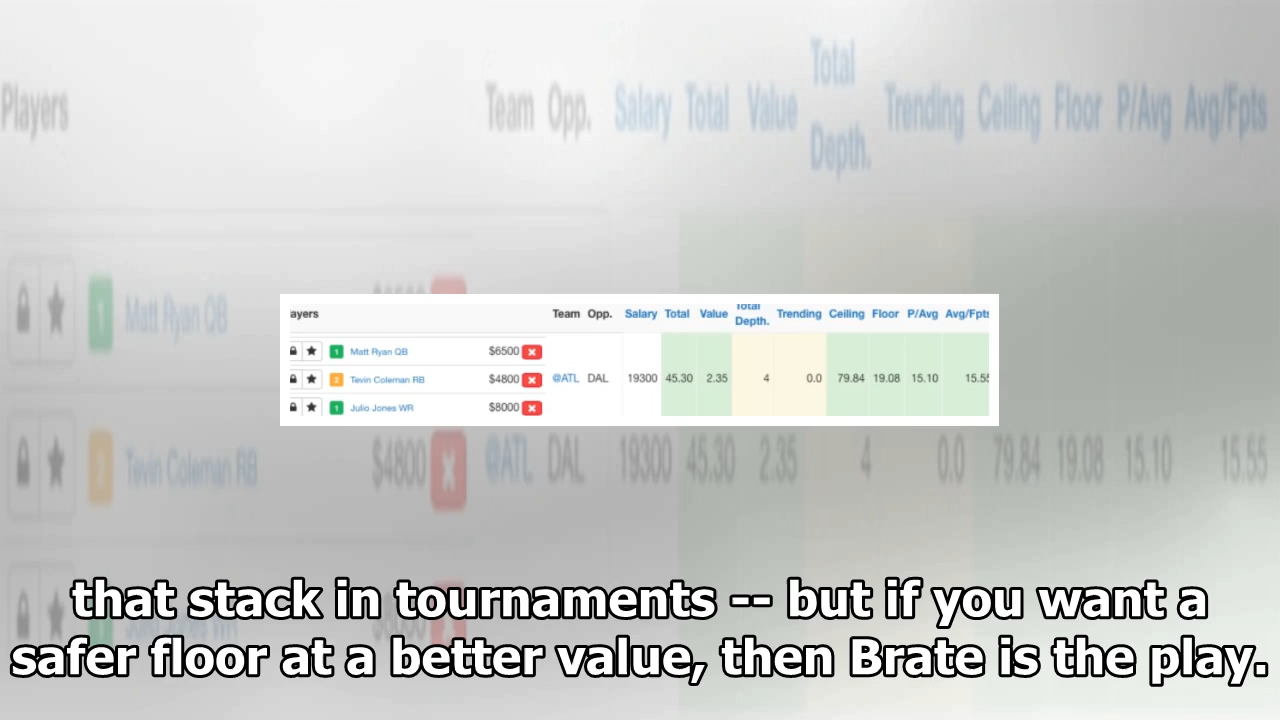 Players Team Opp. Salary Total Value Total Depth. Trending Ceiling Floor P/Avg Avg/Fpts
1 Matt Ryan QB
ayers Team Opp. Salary Total Value Total Depth. Trending Ceiling Floor P/Avg Avg/Fpts
1 Matt Ryan QB $6500
2 Tevin Coleman RB $4800 @ATL DAL 19300 45.30 2.35 4 0.0 79.84 19.08 15.10 15.55
1 Julio Jones WR $8000
2 Tevin Coleman RB $4800 @ATL DAL 19300 45.30 2.35 4 0.0 79.84 19.08 15.10 15.55
that stack in tournaments -- but if you want a
safer floor at a better value, then Brate is the play.